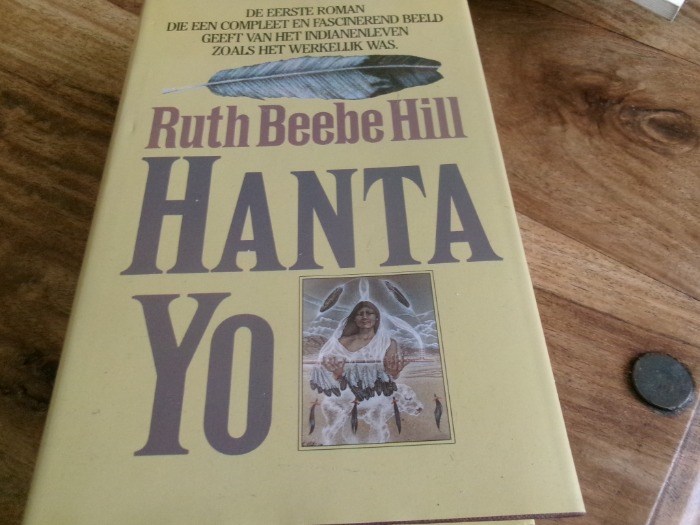 DE EERSTE ROMAN
DIE EEN COMPLEET EN FASCINEREND BEELD
GEEFT VAN HET INDIANENLEVEN
ZOALS HET WERKELIJK WAS.
Ruth Beebe Hill
HANTA
YO